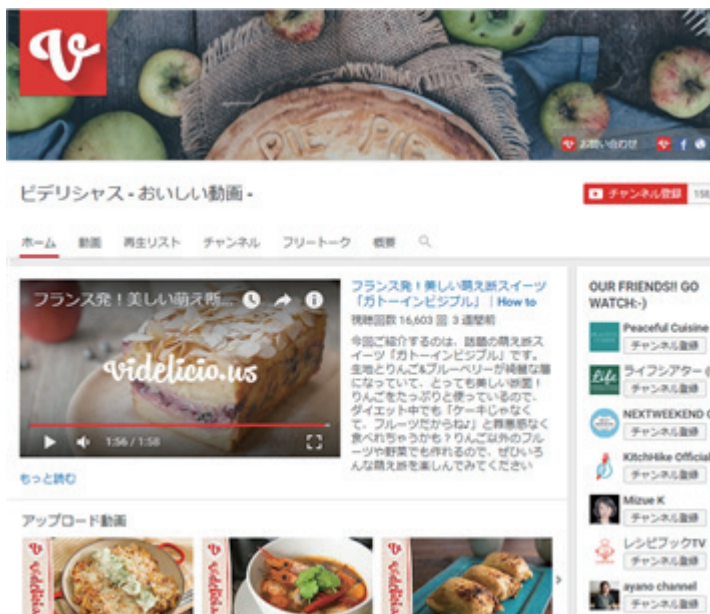 PIE PIE
お問い合わせ
ビデリシャス - おいしい動画 -
チャンネル登録 158,
ホーム 動画 再生リスト チャンネル フリートーク 概要
フランス発！美しい萌え断...
videlicio.us
1:56 / 1:58
フランス発！美しい萌え断スイーツ
「ガトーインビジブル」｜How to
視聴回数 16,603 回 3 週間前
今回ご紹介するのは、話題の萌え断ス
イーツ「ガトーインビジブル」です。
生地とりんご&ブルーベリーが綺麗な層
になっていて、とっても美しい断面！
りんごをたっぷりと使っているので、
ダイエット中でも「ケーキじゃなく
て、フルーツだからね♪」と罪悪感なく
食べれちゃうかも？りんご以外のフル
ーツや野菜でも作れるので、ぜひいろ
んな萌え断を楽しんでみてください
もっと読む
アップロード動画
OUR FRIENDS!! GO
WATCH:-)
Peaceful Cuisine
チャンネル登録
Life
ライフシアター (
チャンネル登録
NEXTWEEKEND C
チャンネル登録
KitchHike Official
チャンネル登録
Mizue K
チャンネル登録
レシピブックTV
チャンネル登録
ayano channel
チャンネル登録